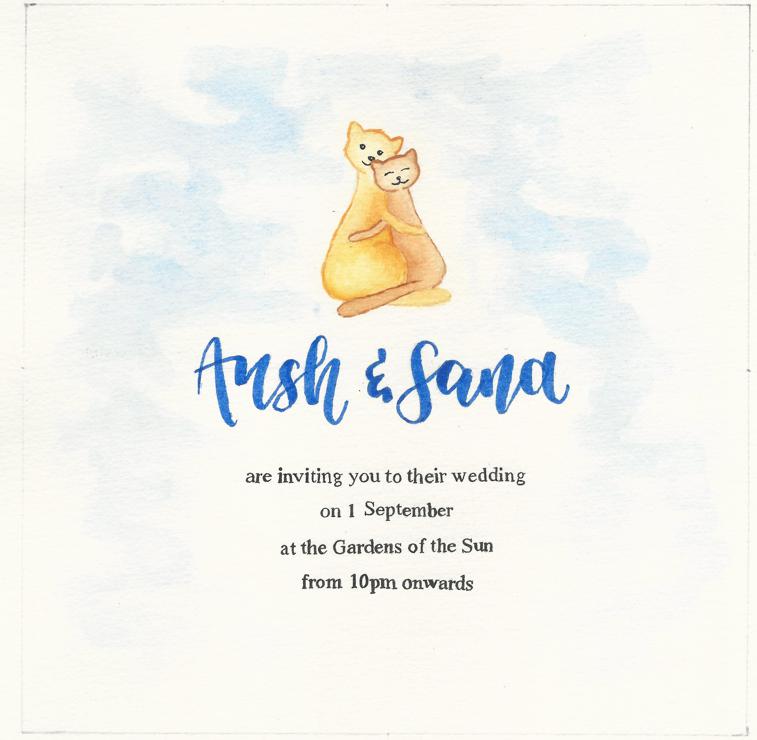 Ansh & Sana
are inviting you to their wedding
on 1 September
at the Gardens of the Sun
from 10pm onwards